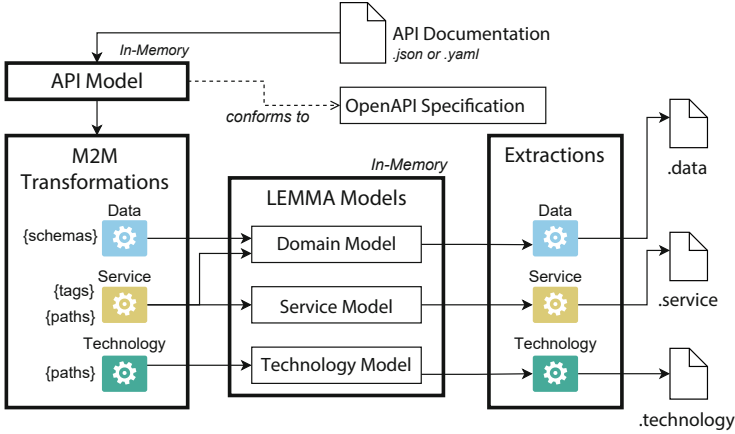 API Documentation
.json or .yaml
In-Memory
API Model
conforms to
OpenAPI Specification
M2M
Transformations
Data
{schemas}
Service
{tags}
{paths}
Technology
{paths}
In-Memory
LEMMA Models
Domain Model
Service Model
Technology Model
Extractions
Data
Service
Technology
.data
.service
.technology